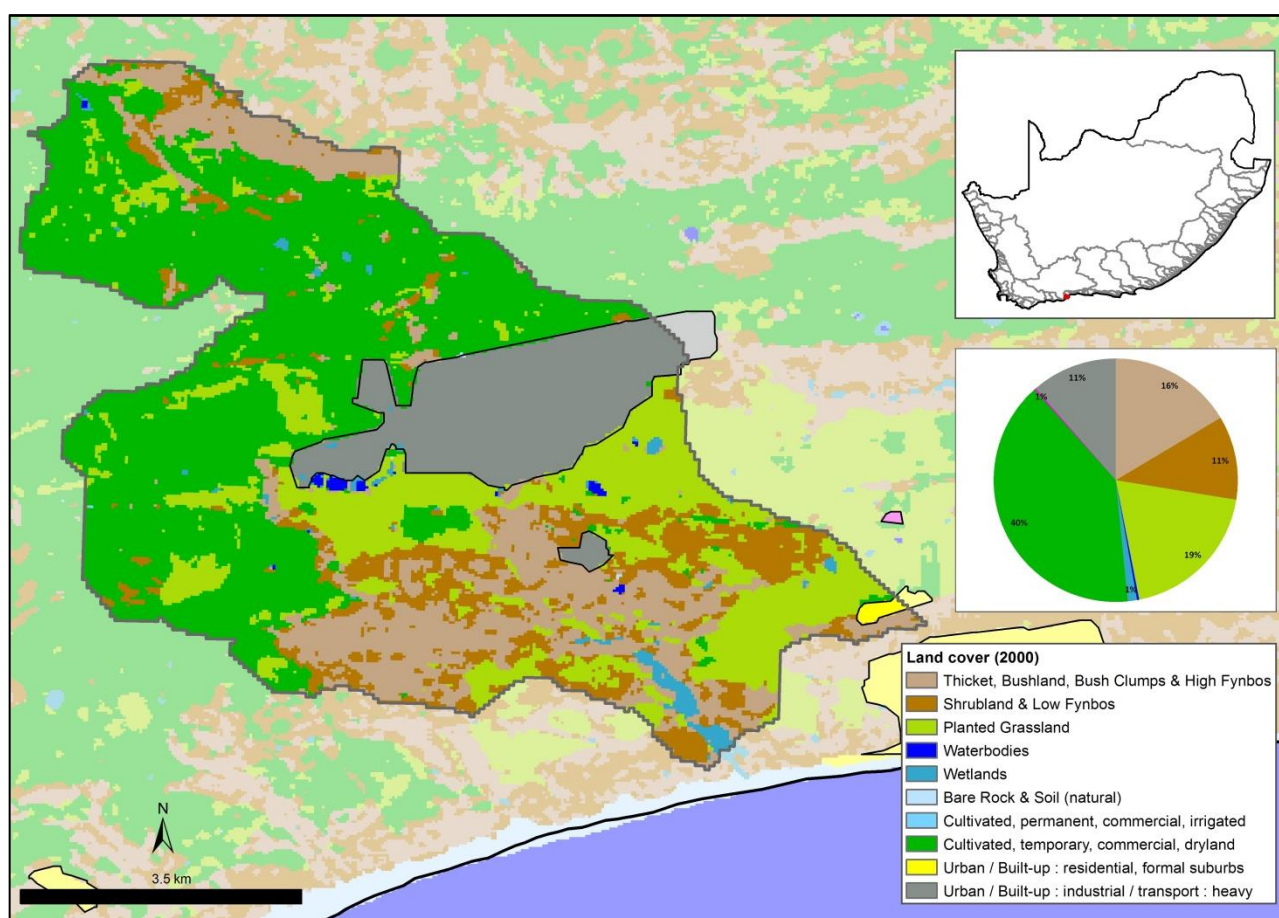 16%
11%
19%
1%
40%
1%
11%
Land cover (2000)
Thicket, Bushland, Bush Clumps & High Fynbos
Shrubland & Low Fynbos
Planted Grassland
Waterbodies
Wetlands
Bare Rock & Soil (natural)
Cultivated, permanent, commercial, irrigated
Cultivated, temporary, commercial, dryland
Urban / Built-up : residential, formal suburbs
Urban / Built-up : industrial / transport : heavy
N
3.5 km